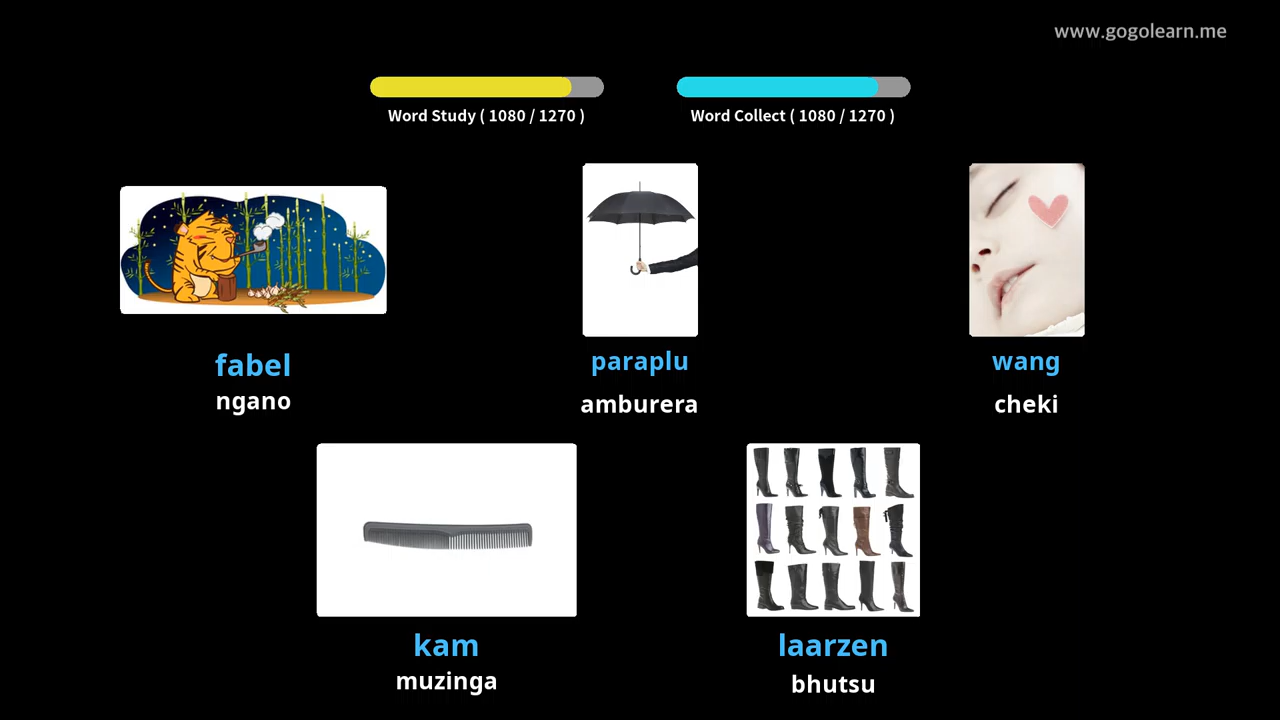 www.gogolearn.me
Word Study ( 1080 / 1270 )
Word Collect ( 1080 / 1270 )
fabel
ngano
paraplu
amburera
wang
cheki
kam
muzinga
laarzen
bhutsu